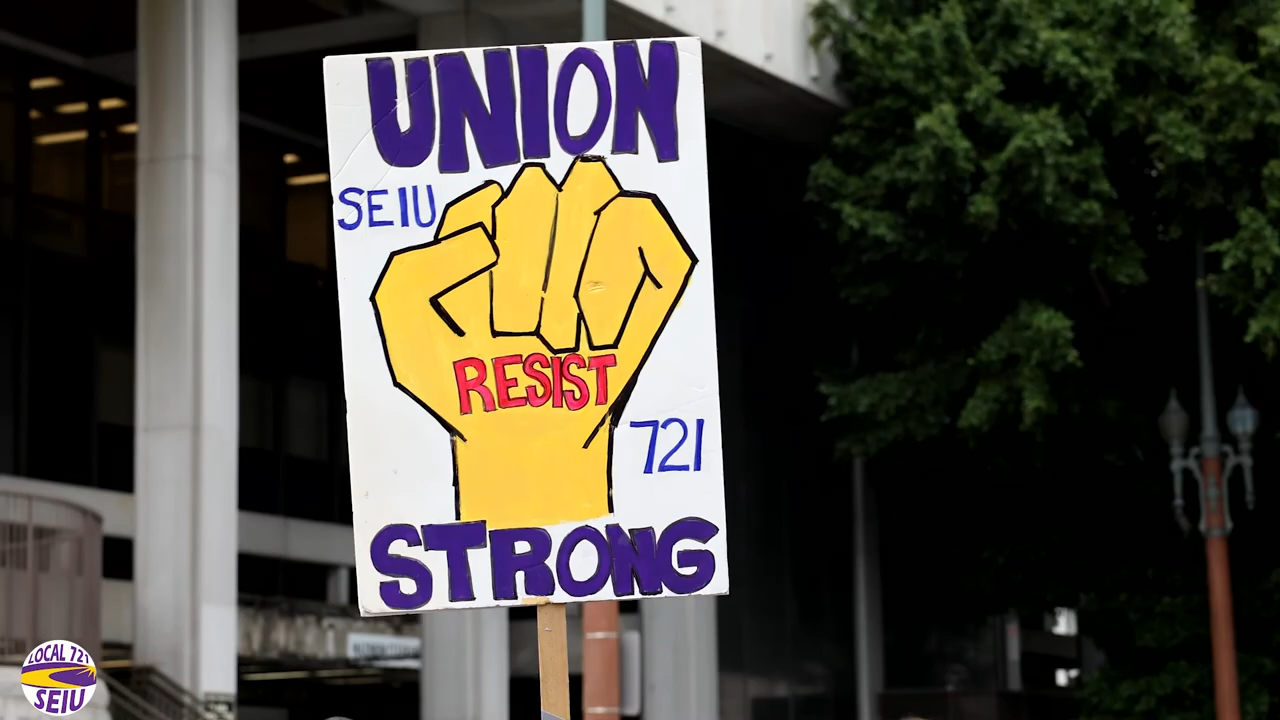 UNION
SEIU
RESIST
721
STRONG
LOCAL 721
SEIU